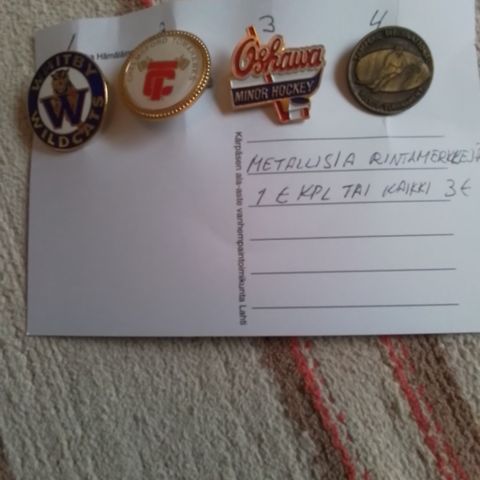 1 2 3 4
a Hämälä
WHITBY
W
WILDCATS
Oshawa
MINOR HOCKEY
METALLISIA RINTAMERKKEJÄ
1 € KPL TAI KAIKKI 3 €
Kärpäsen ala-aste vanhempaintoimikunta Lahti